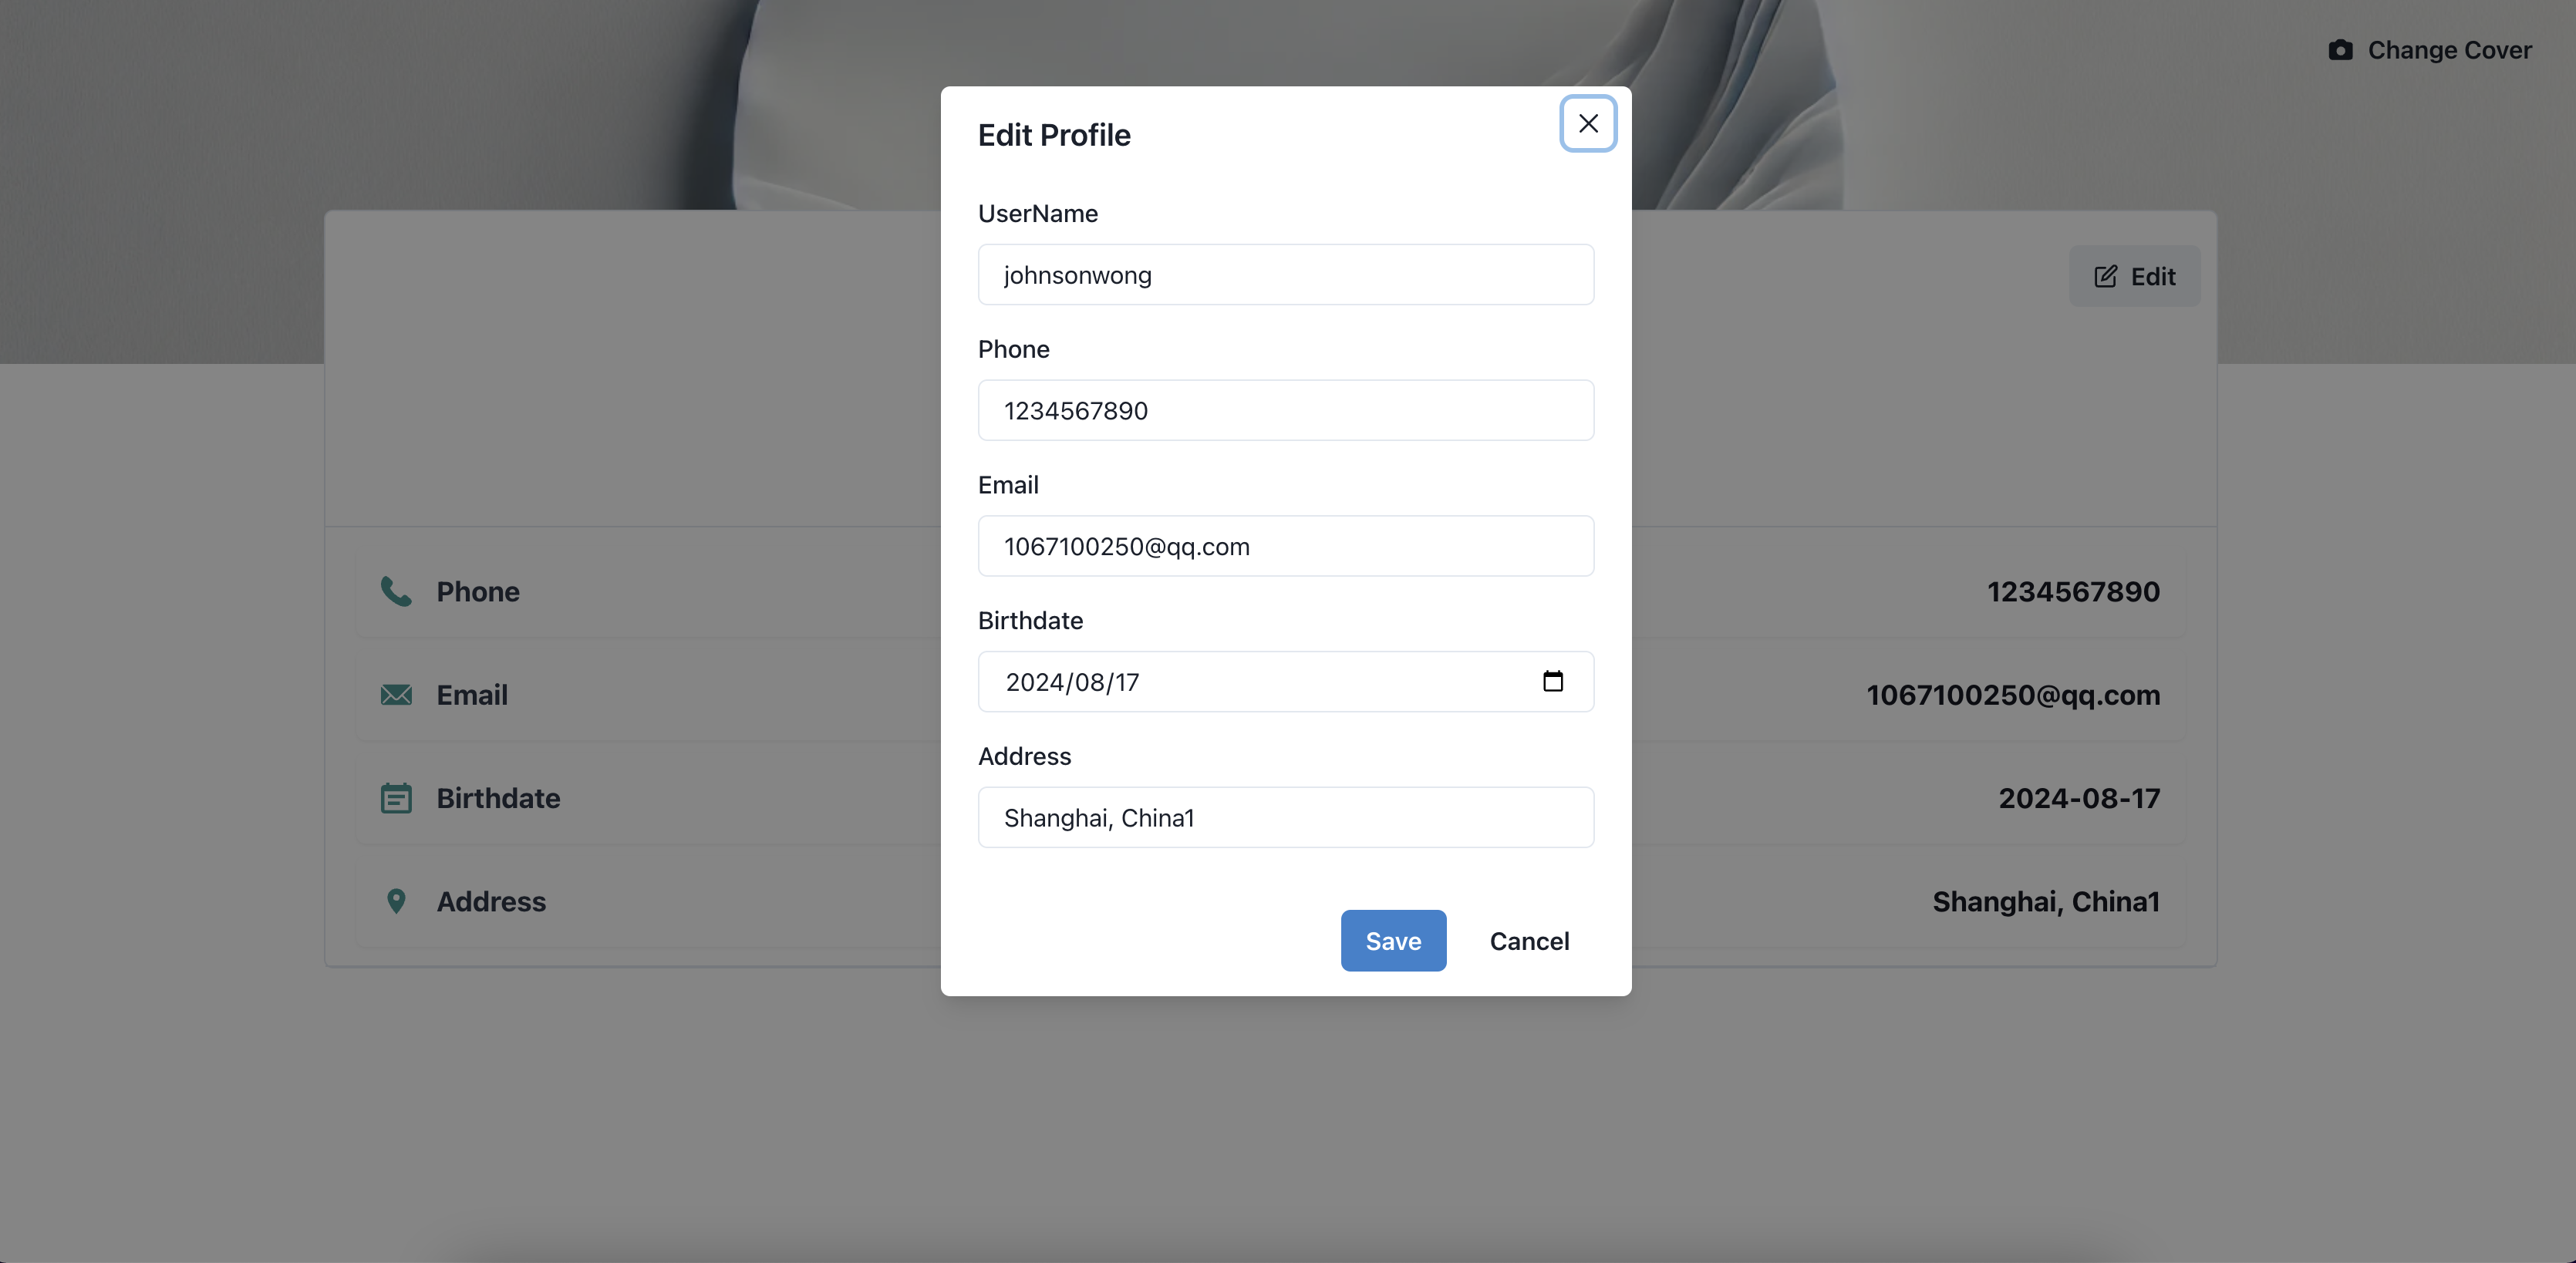 Change Cover
Edit Profile
UserName
johnsonwong
Edit
Phone
1234567890
Email
1067100250@qq.com
Birthdate
2024/08/17
Address
Shanghai, China1
Save Cancel
Phone 1234567890
Email 1067100250@qq.com
Birthdate 2024-08-17
Address Shanghai, China1